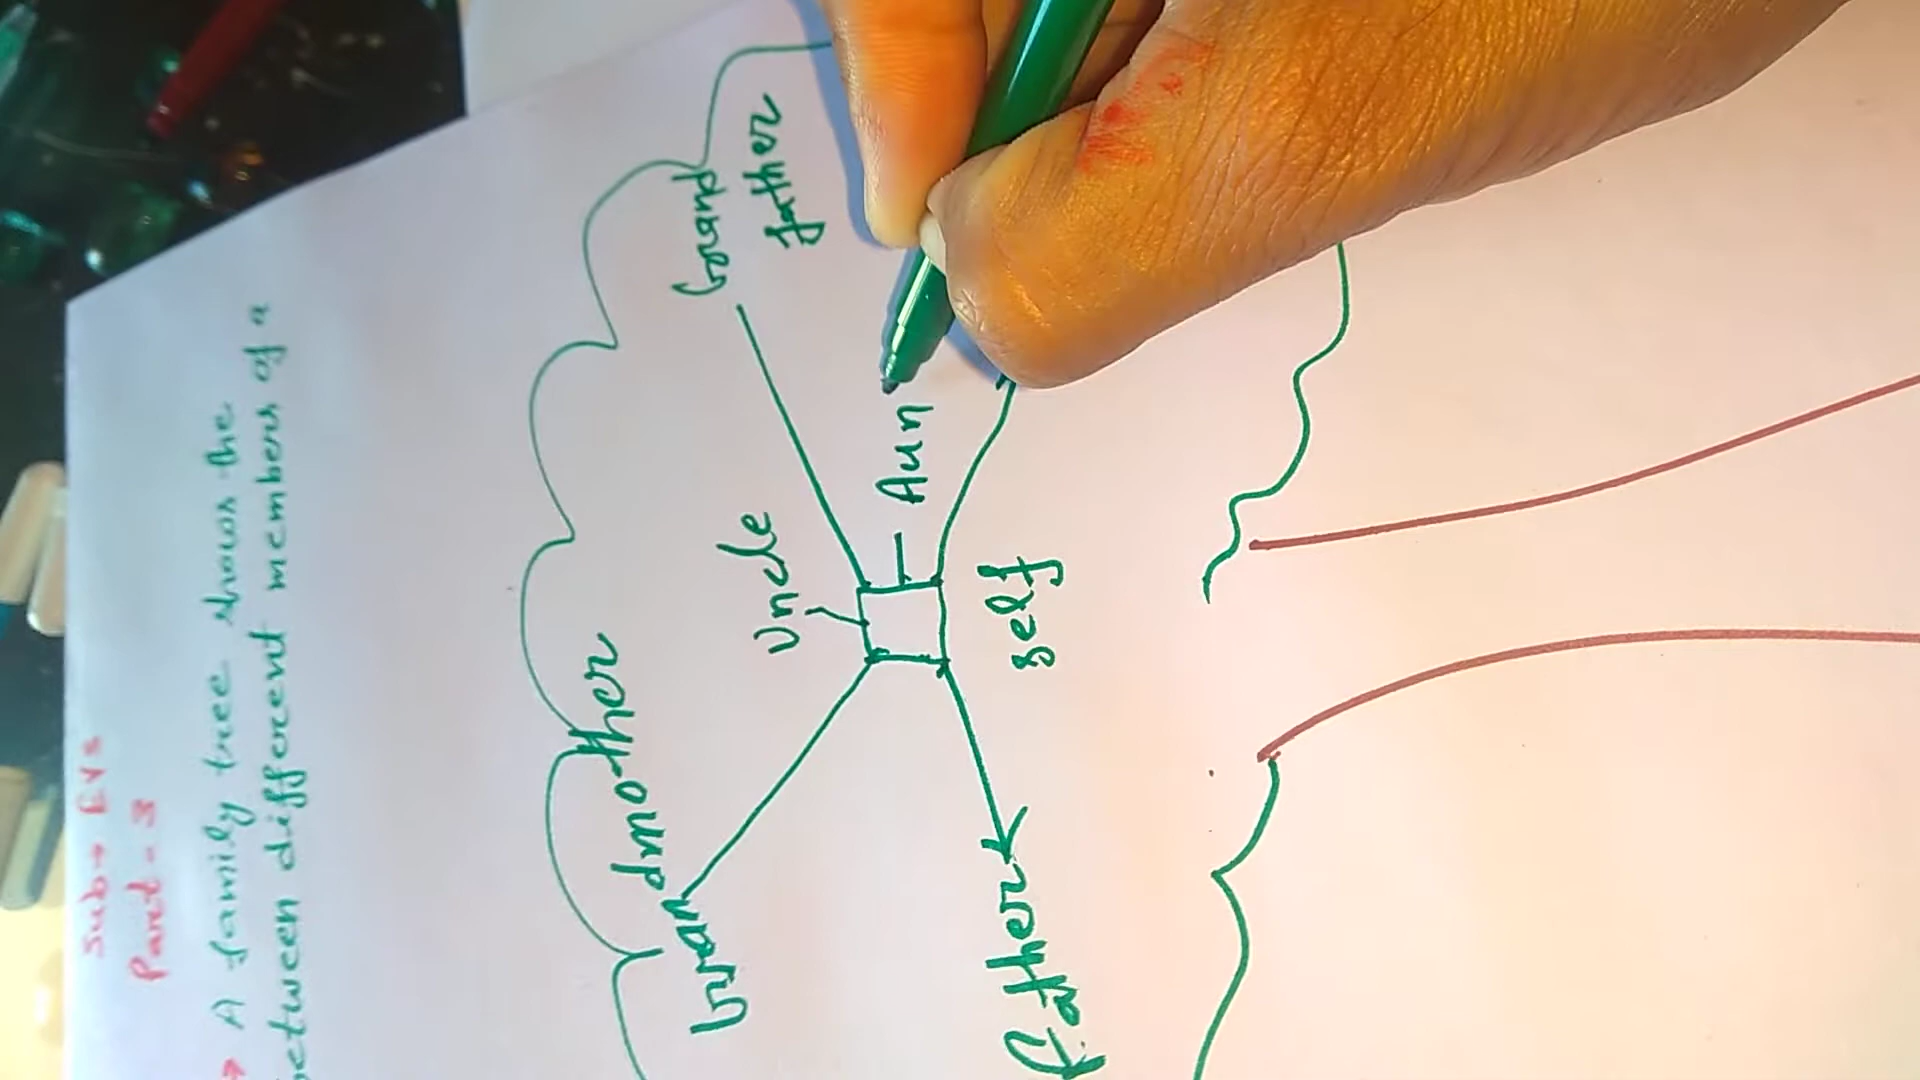 Sub → EVS
Part - 3
→ A family tree shows the
between different members of a
Grandmother
Uncle
Grand
father
Aun
self
Father